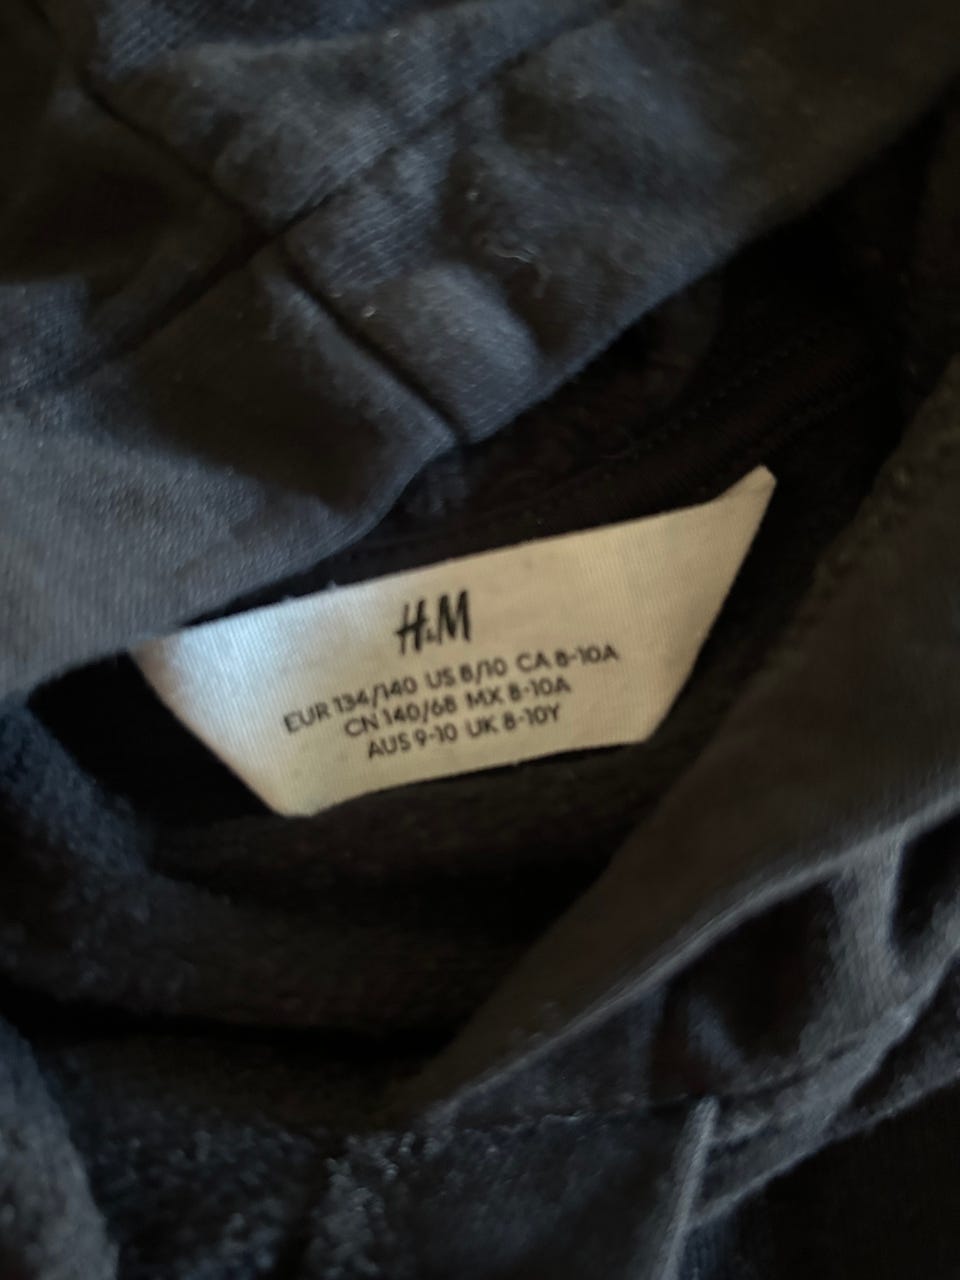 H&M
EUR 134/140 US 8/10 CA 8-10A
CN 140/68 MX 8-10A
AUS 9-10 UK 8-10Y